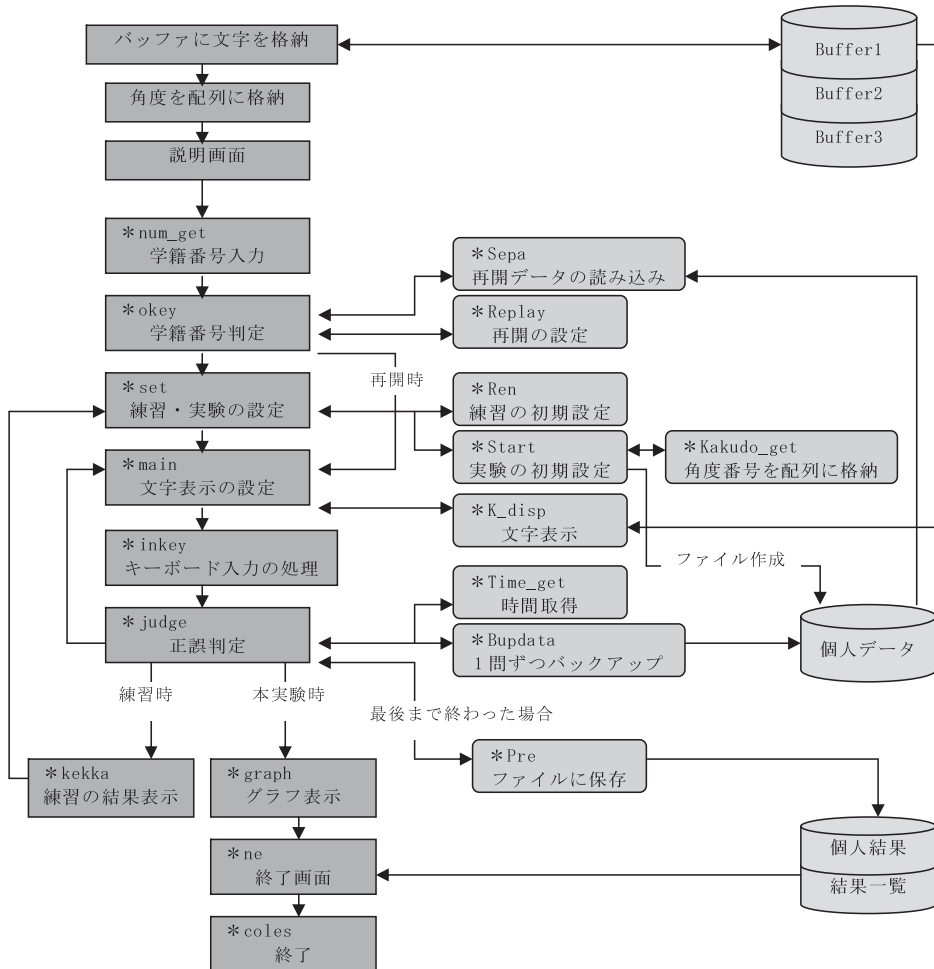 バッファに文字を格納
Buffer1
Buffer2
Buffer3
角度を配列に格納
説明画面
*num_get
学籍番号入力
*Sepa
再開データの読み込み
*okey
学籍番号判定
*Replay
再開の設定
再開時
*set
練習・実験の設定
*Ren
練習の初期設定
*Start
実験の初期設定
*Kakudo_get
角度番号を配列に格納
*main
文字表示の設定
*K_disp
文字表示
*inkey
キーボード入力の処理
ファイル作成
*Time_get
時間取得
*judge
正誤判定
*Bupdata
1問ずつバックアップ
個人データ
練習時
本実験時
最後まで終わった場合
*kekka
練習の結果表示
*graph
グラフ表示
*Pre
ファイルに保存
*ne
終了画面
個人結果
結果一覧
*coles
終了